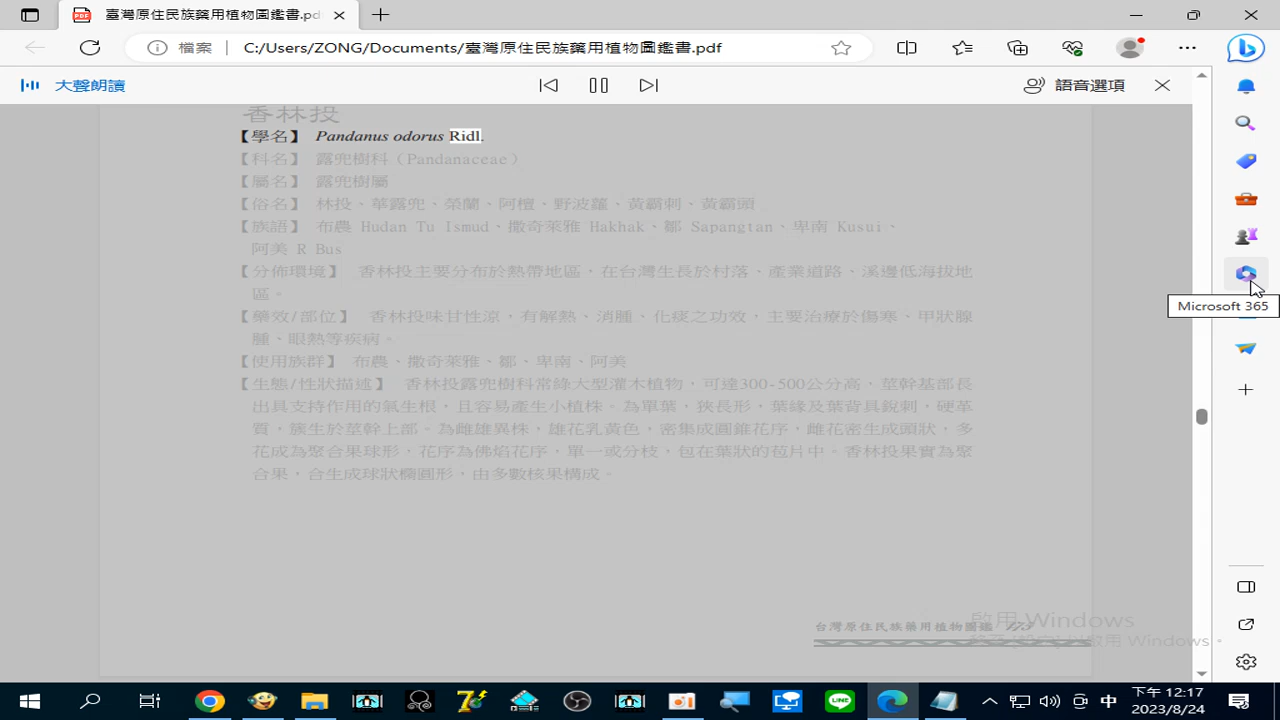 臺灣原住民族藥用植物圖鑑書.pd
檔案 C:/Users/ZONG/Documents/臺灣原住民族藥用植物圖鑑書.pdf
大聲朗讀
語音選項
香林投
【學名】 Pandanus odorus Ridl.
【科名】 露兜樹科（Pandanaceae）
【屬名】 露兜樹屬
【俗名】 林投、華露兜、榮蘭、阿檀、野波蘿、黃霸刺、黃霸頭
【族語】 布農 Hudan Tu Ismud、撒奇萊雅 Hakhak、鄒 Sapangtan、卑南 Kusui、
阿美 R Bus
【分佈環境】 香林投主要分布於熱帶地區，在台灣生長於村落、產業道路、溪邊低海拔地
區。
【藥效/部位】 香林投味甘性涼，有解熱、消腫、化痰之功效，主要治療於傷寒、甲狀腺
腫、眼熱等疾病。
【使用族群】 布農、撒奇萊雅、鄒、卑南、阿美
【生態/性狀描述】 香林投露兜樹科常綠大型灌木植物，可達300-500公分高，莖幹基部長
出具支持作用的氣生根，且容易產生小植株。為單葉，狹長形，葉緣及葉背具銳刺，硬革
質，簇生於莖幹上部。為雌雄異株，雄花乳黃色，密集成圓錐花序，雌花密生成頭狀，多
花成為聚合果球形，花序為佛焰花序，單一或分枝，包在葉狀的苞片中。香林投果實為聚
合果，合生成球狀橢圓形，由多數核果構成。
Microsoft 365
台灣原住民族藥用植物圖鑑
啟用 Windows
啟用 Windows。
中
下午 12:17
2023/8/24